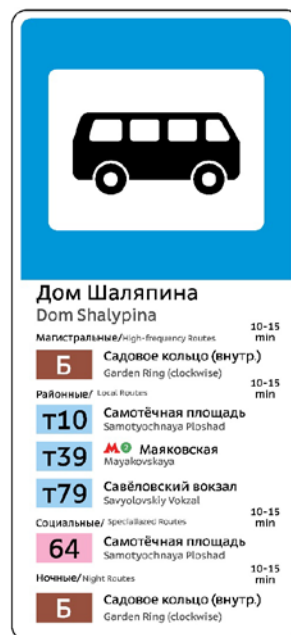 Дом Шаляпина
Dom Shalypina
Магистральные/High-frequency Routes 10-15 min
Б Садовое кольцо (внутр.)
Garden Ring (clockwise)
Районные/ Local Routes 10-15 min
т10 Самотёчная площадь
Samotyochnaya Ploshad
т39 М 2 Маяковская
Mayakovskaya
т79 Савёловский вокзал
Savyolovskiy Vokzal
Социальные/ Specialized Routes 10-15 min
64 Самотёчная площадь
Samotyochnaya Ploshad
Ночные/Night Routes 10-15 min
Б Садовое кольцо (внутр.)
Garden Ring (clockwise)